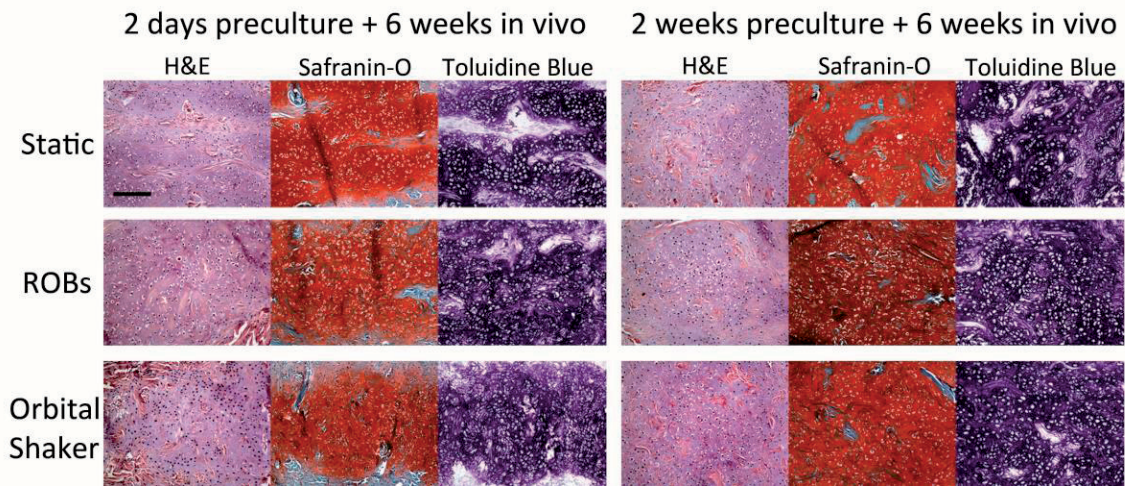 2 days preculture + 6 weeks in vivo
2 weeks preculture + 6 weeks in vivo
H&E Safranin-O Toluidine Blue
H&E Safranin-O Toluidine Blue
Static
ROBs
Orbital
Shaker